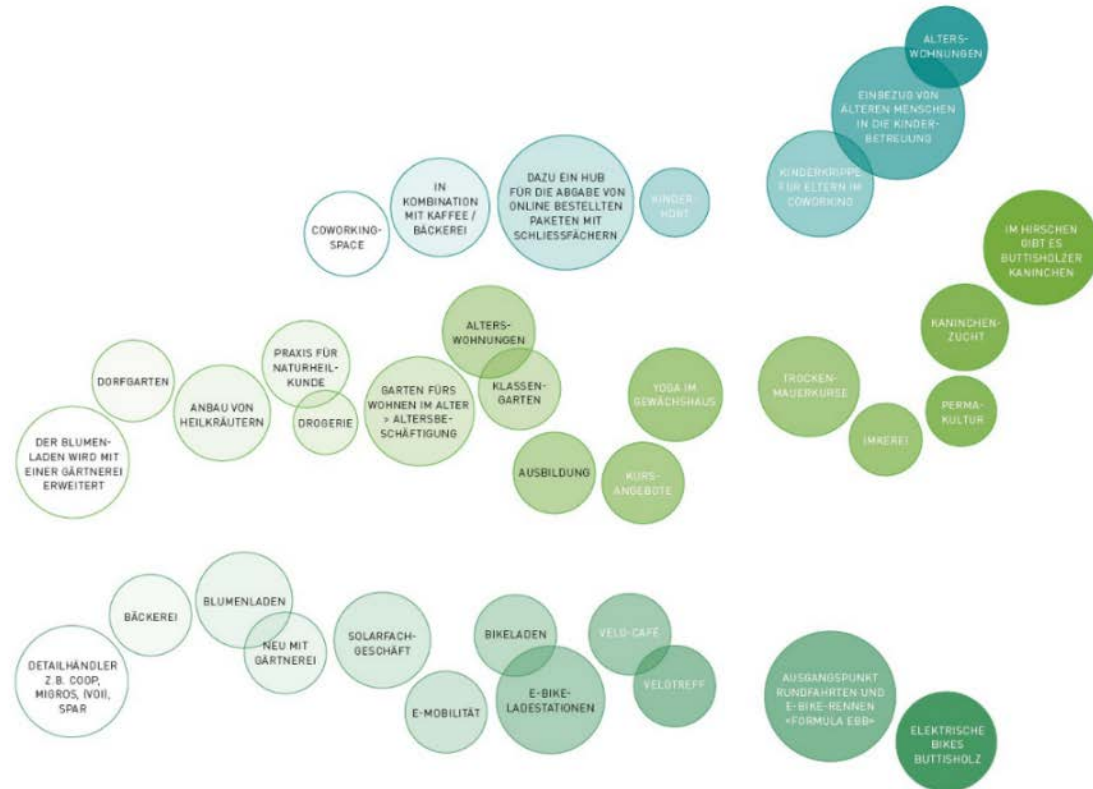 ALTERS-
WOHNUNGEN
EINBEZUG VON
ÄLTEREN MENSCHEN
IN DIE KINDER-
BETREUUNG
KINDERKRIPPE
FÜR ELTERN IM
COWORKING
KINDER
HORT
DAZU EIN HUB
FÜR DIE ABGABE VON
ONLINE BESTELLTEN
PAKETEN MIT
SCHLIESSFÄCHERN
IN
KOMBINATION
MIT KAFFEE /
BÄCKEREI
COWORKING-
SPACE
IM HIRSCHEN
GIBT ES
BUTTISHOLZER
KANINCHEN
KANINCHEN-
ZUCHT
PERMA-
KULTUR
IMKEREI
TROCKEN-
MAUERKURSE
YOGA IM
GEWÄCHSHAUS
KURS-
ANGEBOTE
AUSBILDUNG
KLASSEN-
GARTEN
ALTERS-
WOHNUNGEN
GARTEN FÜRS
WOHNEN IM ALTER
> ALTERSBE-
SCHÄFTIGUNG
DROGERIE
PRAXIS FÜR
NATURHEIL-
KUNDE
ANBAU VON
HEILKRÄUTERN
DORFGARTEN
DER BLUMEN-
LADEN WIRD MIT
EINER GÄRTNEREI
ERWEITERT
DETAILHÄNDLER
Z.B. COOP,
MIGROS, IVOII,
SPAR
BÄCKEREI
BLUMENLADEN
NEU MIT
GÄRTNEREI
SOLARFACH-
GESCHÄFT
E-MOBILITÄT
BIKELADEN
E-BIKE-
LADESTATIONEN
VELO-CAFÉ
VELOTREFF
AUSGANGSPUNKT
RUNDFAHRTEN UND
E-BIKE-RENNEN
«FORMULA EBB»
ELEKTRISCHE
BIKES
BUTTISHOLZ